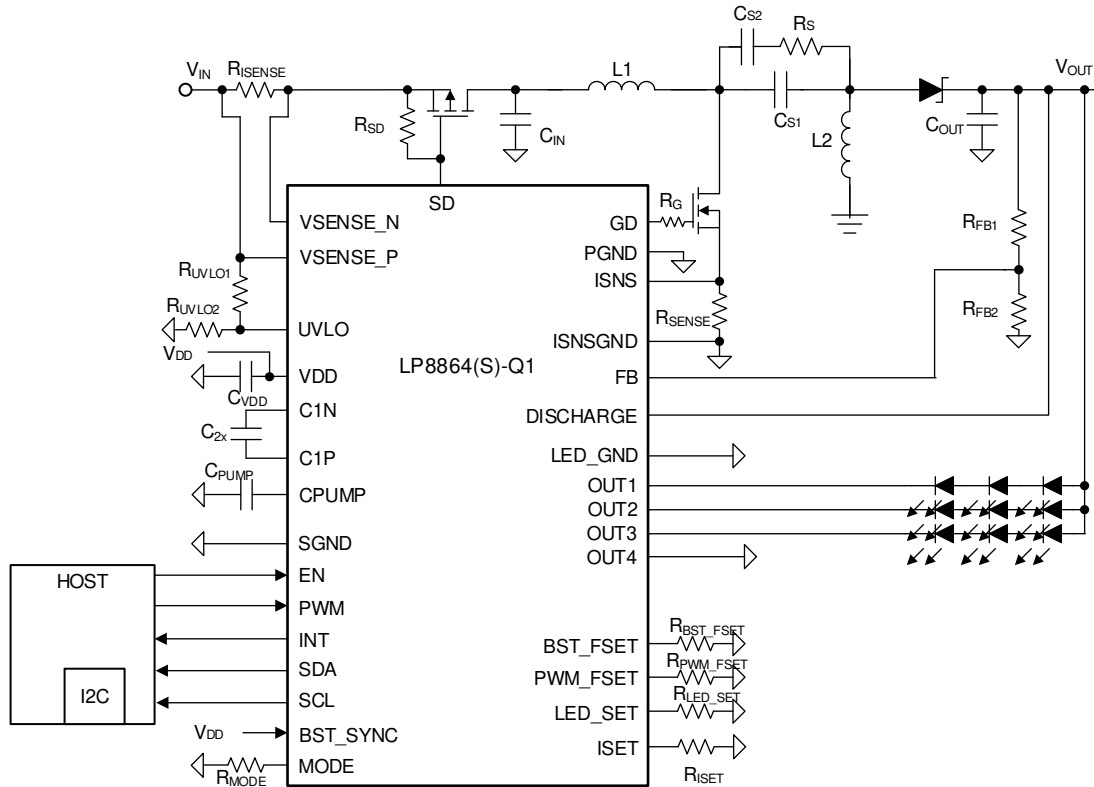 CS2
RS
VIN
RISENSE
L1
VOUT
RSD
CIN
CS1
L2
COUT
SD
RG
VSENSE_N
GD
RFB1
VSENSE_P
PGND
RUVLO1
ISNS
RUVLO2
RSENSE
RFB2
UVLO
ISNSGND
VDD
LP8864(S)-Q1
VDD
FB
CVDD
C1N
DISCHARGE
C2x
C1P
LED_GND
CPUMP
CPUMP
OUT1
OUT2
SGND
OUT3
OUT4
HOST
EN
PWM
INT
RBST_FSET
BST_FSET
SDA
RPWM_FSET
PWM_FSET
I2C
SCL
RLED_SET
LED_SET
VDD
BST_SYNC
ISET
MODE
RMODE
RISET